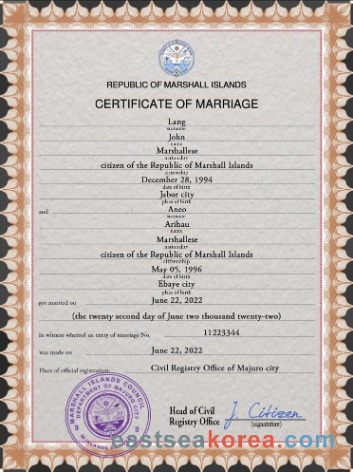 REPUBLIC OF MARSHALL ISLANDS
CERTIFICATE OF MARRIAGE
Lang
surname
John
name
Marshallese
nationality
citizen of the Republic of Marshall Islands
citizenship
December 28, 1994
date of birth
Jabor city
place of birth
and Aneo
surname
Arihau
name
Marshallese
nationality
citizen of the Republic of Marshall Islands
citizenship
May 05, 1996
date of birth
Ebaye city
place of birth
got married on June 22, 2022
(the twenty second day of June two thousand twenty-two)
in witness whereof an entry of marriage No. 11223344
was made on June 22, 2022
Place of official registration: Civil Registry Office of Majuro city
MARSHALL ISLANDS COUNCIL
DEPARTMENT OF MAJURO CITY
Head of Civil
Registry Office J. Citizen
(signature)
eastseakorea.com